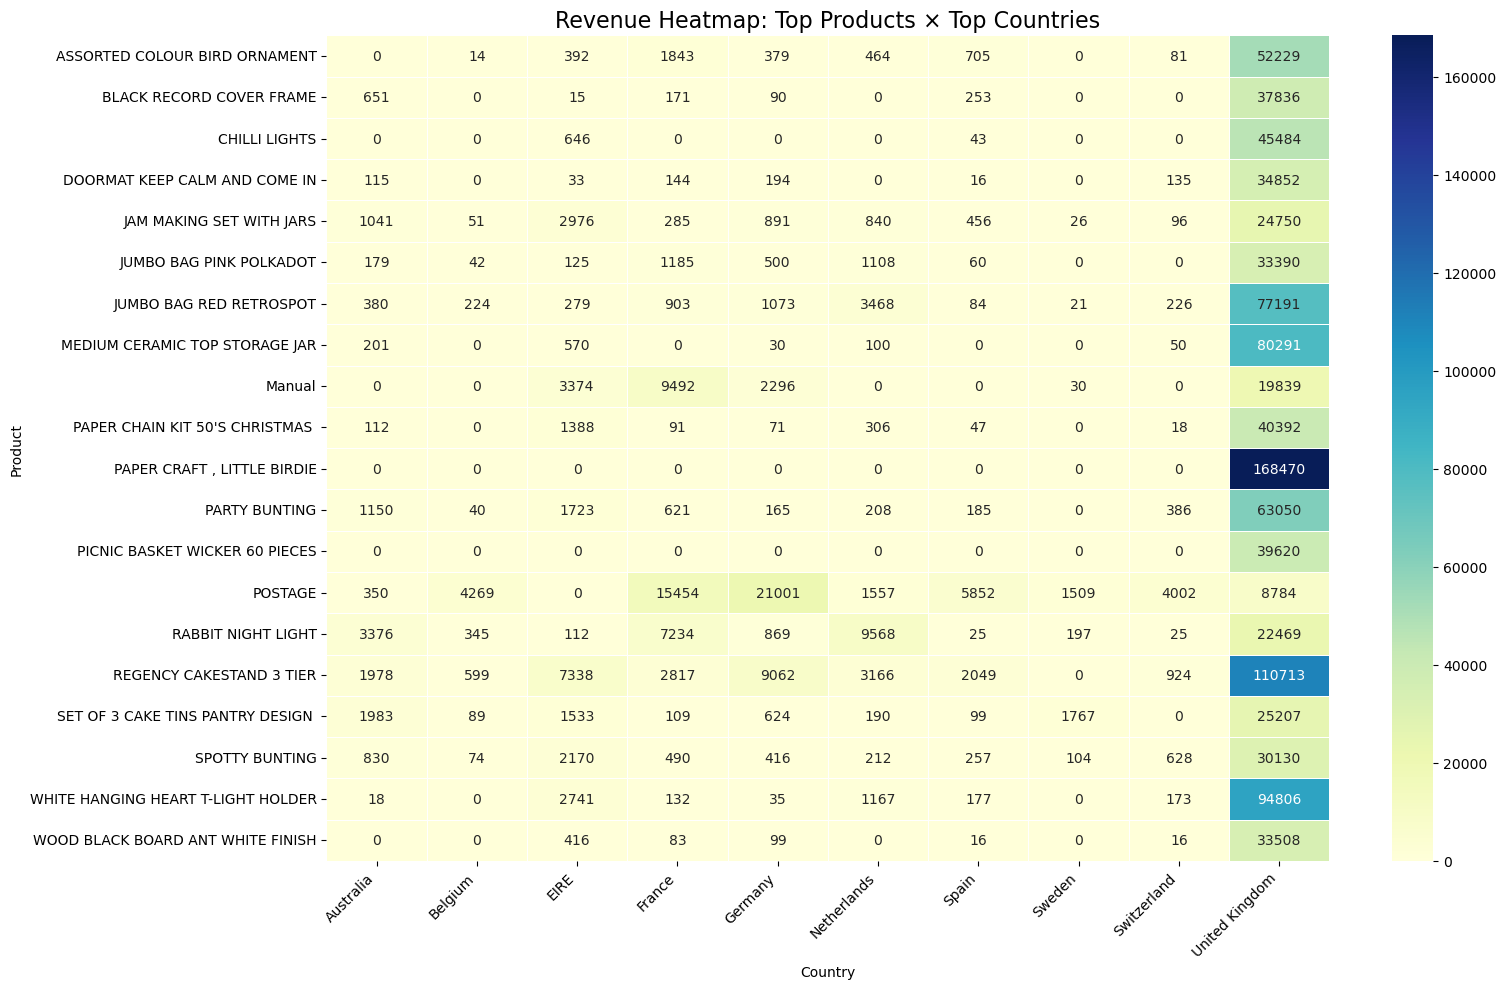 Revenue Heatmap: Top Products × Top Countries
ASSORTED COLOUR BIRD ORNAMENT 0 14 392 1843 379 464 705 0 81 52229
BLACK RECORD COVER FRAME 651 0 15 171 90 0 253 0 0 37836
CHILLI LIGHTS 0 0 646 0 0 0 43 0 0 45484
DOORMAT KEEP CALM AND COME IN 115 0 33 144 194 0 16 0 135 34852
JAM MAKING SET WITH JARS 1041 51 2976 285 891 840 456 26 96 24750
JUMBO BAG PINK POLKADOT 179 42 125 1185 500 1108 60 0 0 33390
JUMBO BAG RED RETROSPOT 380 224 279 903 1073 3468 84 21 226 77191
MEDIUM CERAMIC TOP STORAGE JAR 201 0 570 0 30 100 0 0 50 80291
Manual 0 0 3374 9492 2296 0 0 30 0 19839
PAPER CHAIN KIT 50'S CHRISTMAS 112 0 1388 91 71 306 47 0 18 40392
PAPER CRAFT , LITTLE BIRDIE 0 0 0 0 0 0 0 0 0 168470
PARTY BUNTING 1150 40 1723 621 165 208 185 0 386 63050
PICNIC BASKET WICKER 60 PIECES 0 0 0 0 0 0 0 0 0 39620
POSTAGE 350 4269 0 15454 21001 1557 5852 1509 4002 8784
RABBIT NIGHT LIGHT 3376 345 112 7234 869 9568 25 197 25 22469
REGENCY CAKESTAND 3 TIER 1978 599 7338 2817 9062 3166 2049 0 924 110713
SET OF 3 CAKE TINS PANTRY DESIGN 1983 89 1533 109 624 190 99 1767 0 25207
SPOTTY BUNTING 830 74 2170 490 416 212 257 104 628 30130
WHITE HANGING HEART T-LIGHT HOLDER 18 0 2741 132 35 1167 177 0 173 94806
WOOD BLACK BOARD ANT WHITE FINISH 0 0 416 83 99 0 16 0 16 33508
Product
Australia Belgium EIRE France Germany Netherlands Spain Sweden Switzerland United Kingdom
Country
160000
140000
120000
100000
80000
60000
40000
20000
0